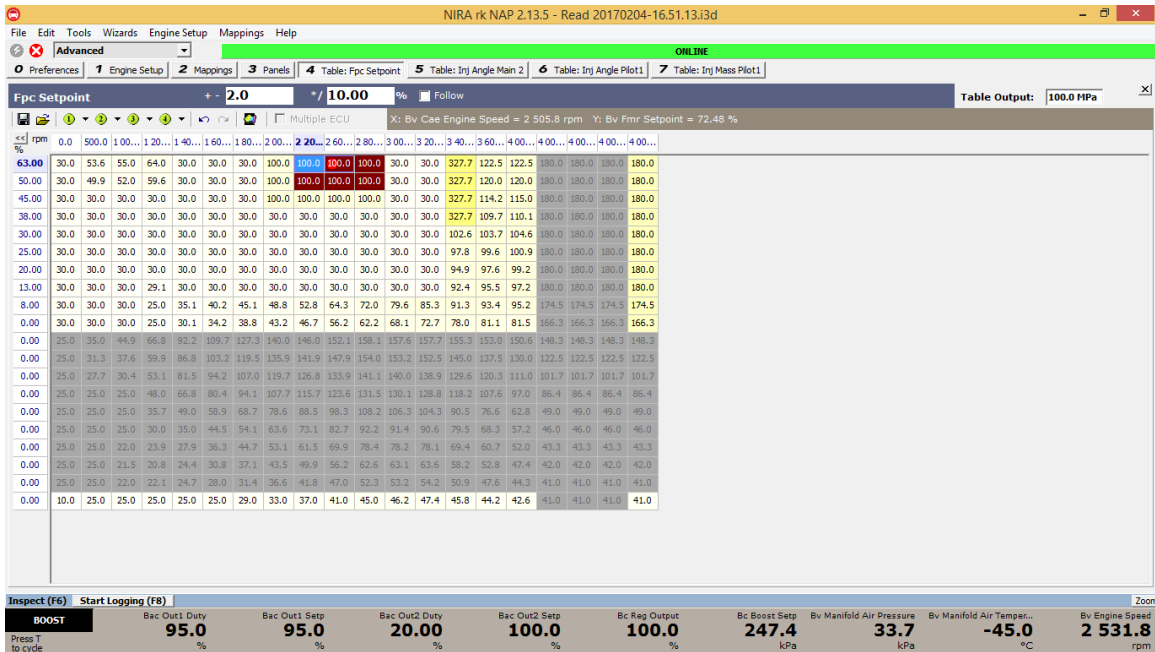 NIRA rk NAP 2.13.5 - Read 20170204-16.51.13.i3d
File Edit Tools Wizards Engine Setup Mappings Help
Advanced ONLINE
0 Preferences 1 Engine Setup 2 Mappings 3 Panels 4 Table: Fpc Setpoint 5 Table: Inj Angle Main 2 6 Table: Inj Angle Pilot1 7 Table: Inj Mass Pilot1
Fpc Setpoint + - 2.0 */ 10.00 % Follow Table Output: 100.0 MPa
1 2 3 4 Multiple ECU X: Bv Cae Engine Speed = 2 505.8 rpm Y: Bv Fmr Setpoint = 72.48 %
<< rpm 0.0 500.0 1 00... 1 20... 1 40... 1 60... 1 80... 2 00... 2 20... 2 60... 2 80... 3 00... 3 20... 3 40... 3 60... 4 00... 4 00... 4 00... 4 00... 4 00...
%
63.00 30.0 53.6 55.0 64.0 30.0 30.0 30.0 100.0 100.0 100.0 100.0 30.0 30.0 327.7 122.5 122.5 180.0 180.0 180.0 180.0
50.00 30.0 49.9 52.0 59.6 30.0 30.0 30.0 100.0 100.0 100.0 100.0 30.0 30.0 327.7 120.0 120.0 180.0 180.0 180.0 180.0
45.00 30.0 30.0 30.0 30.0 30.0 30.0 30.0 100.0 100.0 100.0 100.0 30.0 30.0 327.7 114.2 115.0 180.0 180.0 180.0 180.0
38.00 30.0 30.0 30.0 30.0 30.0 30.0 30.0 30.0 30.0 30.0 30.0 30.0 30.0 327.7 109.7 110.1 180.0 180.0 180.0 180.0
30.00 30.0 30.0 30.0 30.0 30.0 30.0 30.0 30.0 30.0 30.0 30.0 30.0 30.0 102.6 103.7 104.6 180.0 180.0 180.0 180.0
25.00 30.0 30.0 30.0 30.0 30.0 30.0 30.0 30.0 30.0 30.0 30.0 30.0 30.0 97.8 99.6 100.9 180.0 180.0 180.0 180.0
20.00 30.0 30.0 30.0 30.0 30.0 30.0 30.0 30.0 30.0 30.0 30.0 30.0 30.0 94.9 97.6 99.2 180.0 180.0 180.0 180.0
13.00 30.0 30.0 30.0 29.1 30.0 30.0 30.0 30.0 30.0 30.0 30.0 30.0 30.0 92.4 95.5 97.2 180.0 180.0 180.0 180.0
8.00 30.0 30.0 30.0 25.0 35.1 40.2 45.1 48.8 52.8 64.3 72.0 79.6 85.3 91.3 93.4 95.2 174.5 174.5 174.5 174.5
0.00 30.0 30.0 30.0 25.0 30.1 34.2 38.8 43.2 46.7 56.2 62.2 68.1 72.7 78.0 81.1 81.5 166.3 166.3 166.3 166.3
0.00 25.0 35.0 44.9 66.8 92.2 109.7 127.3 140.0 146.0 152.1 158.1 157.6 157.7 155.3 153.0 150.6 148.3 148.3 148.3 148.3
0.00 25.0 31.3 37.6 59.9 86.8 103.2 119.5 135.9 141.9 147.9 154.0 153.2 152.5 145.0 137.5 130.0 122.5 122.5 122.5 122.5
0.00 25.0 27.7 30.4 53.1 81.5 94.2 107.0 119.7 126.8 133.9 141.1 140.0 138.9 129.6 120.3 111.0 101.7 101.7 101.7 101.7
0.00 25.0 25.0 25.0 48.0 66.8 80.4 94.1 107.7 115.7 123.6 131.5 130.1 128.8 118.2 107.6 97.0 86.4 86.4 86.4 86.4
0.00 25.0 25.0 25.0 35.7 49.0 58.9 68.7 78.6 88.5 98.3 108.2 106.3 104.3 90.5 76.6 62.8 49.0 49.0 49.0 49.0
0.00 25.0 25.0 25.0 30.0 35.0 44.5 54.1 63.6 73.1 82.7 92.2 91.4 90.6 79.5 68.3 57.2 46.0 46.0 46.0 46.0
0.00 25.0 25.0 22.0 23.9 27.9 36.3 44.7 53.1 61.5 69.9 78.4 78.2 78.1 69.4 60.7 52.0 43.3 43.3 43.3 43.3
0.00 25.0 25.0 21.5 20.8 24.4 30.8 37.1 43.5 49.9 56.2 62.6 63.1 63.6 58.2 52.8 47.4 42.0 42.0 42.0 42.0
0.00 25.0 25.0 22.0 22.1 24.7 28.0 31.4 36.6 41.8 47.0 52.3 53.2 54.2 50.9 47.6 44.3 41.0 41.0 41.0 41.0
0.00 10.0 25.0 25.0 25.0 25.0 25.0 29.0 33.0 37.0 41.0 45.0 46.2 47.4 45.8 44.2 42.6 41.0 41.0 41.0 41.0
Inspect (F6) Start Logging (F8) Zoom
BOOST Bac Out1 Duty Bac Out1 Setp Bac Out2 Duty Bac Out2 Setp Bc Reg Output Bc Boost Setp Bv Manifold Air Pressure Bv Manifold Air Temper... Bv Engine Speed
95.0 95.0 20.00 100.0 100.0 247.4 33.7 -45.0 2 531.8
Press T
to cycle % % % % % kPa kPa °C rpm